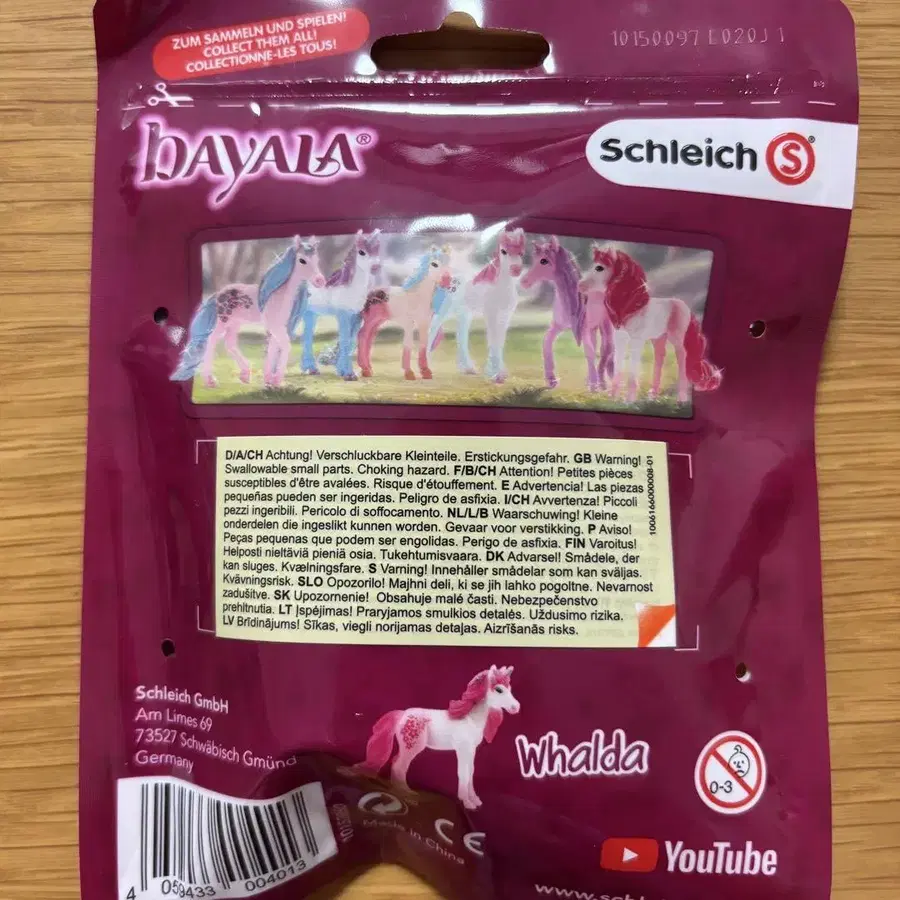 ZUM SAMMELN UND SPIELEN!
COLLECT THEM ALL!
COLLECTIONNE-LES TOUS!
10150097 L020J 1
bAYALA®
Schleich S®
D/A/CH Achtung! Verschluckbare Kleinteile. Erstickungsgefahr. GB Warning!
Swallowable small parts. Choking hazard. F/B/CH Attention! Petites pièces
susceptibles d'être avalées. Risque d'étouffement. E Advertencia! Las piezas
pequeñas pueden ser ingeridas. Peligro de asfixia. I/CH Avvertenza! Piccoli
pezzi ingeribili. Pericolo di soffocamento. NL/L/B Waarschuwing! Kleine
onderdelen die ingeslikt kunnen worden. Gevaar voor verstikking. P Aviso!
Peças pequenas que podem ser engolidas. Perigo de asfixia. FIN Varoitus!
Helposti nieltäviä pieniä osia. Tukehtumisvaara. DK Advarsel! Smådele, der
kan sluges. Kvælningsfare. S Varning! Innehåller smådelar som kan sväljas.
Kvävningsrisk. SLO Opozorilo! Majhni deli, ki se jih lahko pogoltne. Nevarnost
zadušitve. SK Upozornenie! Obsahuje malé časti. Nebezpečenstvo
prehltnutia. LT Įspėjimas! Praryjamos smulkios detalės. Uždusimo rizika.
LV Brīdinājums! Sīkas, viegli norijamas detaļas. Aizrīšanās risks.
1006166000008-01
Schleich GmbH
Am Limes 69
73527 Schwäbisch Gmünd
Germany
Whalda
0-3
Made in China
CE
YouTube
4 059433 004013